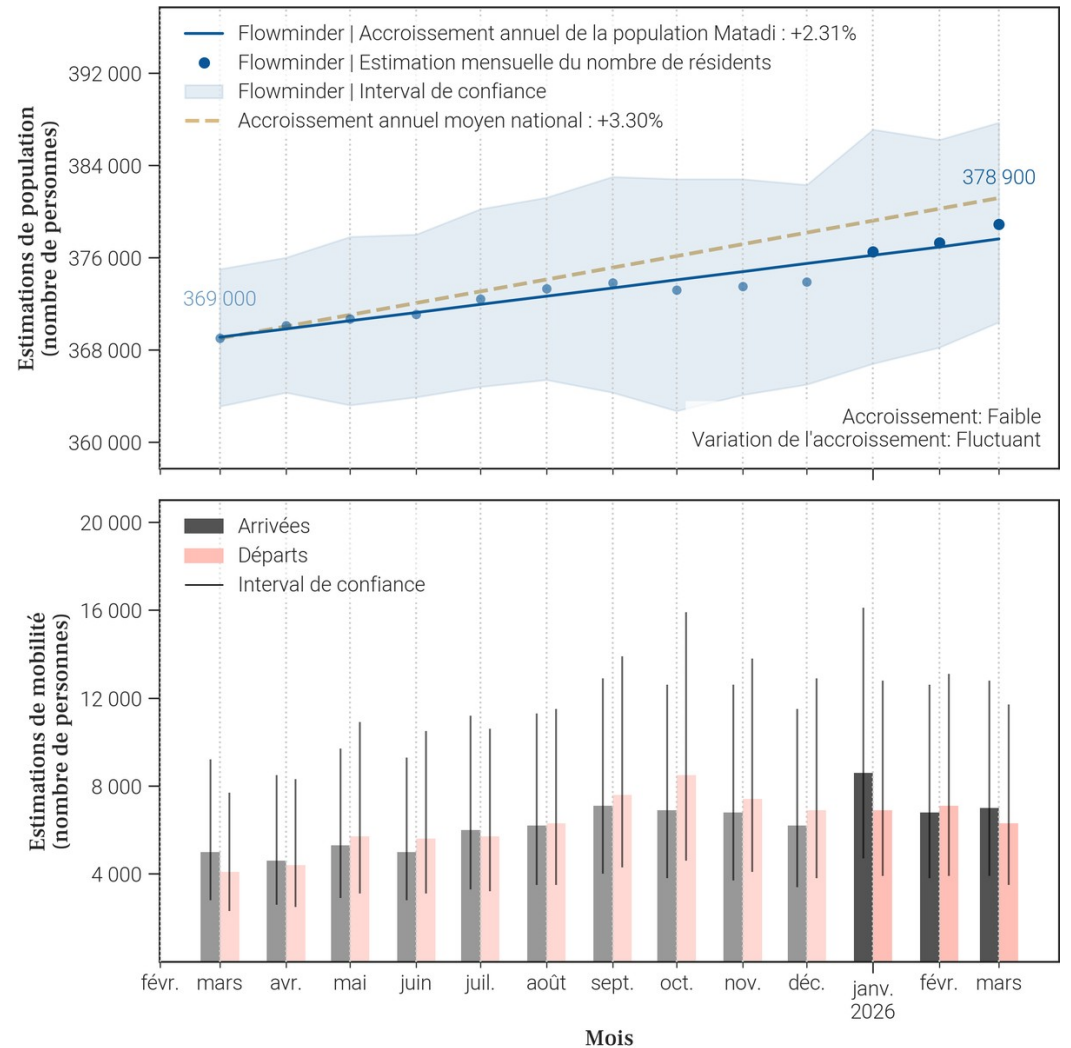 Flowminder | Accroissement annuel de la population Matadi : +2.31%
Flowminder | Estimation mensuelle du nombre de résidents
Flowminder | Interval de confiance
Accroissement annuel moyen national : +3.30%
Estimations de population
(nombre de personnes)
392 000
384 000
376 000
368 000
360 000
369 000
378 900
Accroissement: Faible
Variation de l'accroissement: Fluctuant
Arrivées
Départs
Interval de confiance
Estimations de mobilité
(nombre de personnes)
20 000
16 000
12 000
8 000
4 000
févr. mars avr. mai juin juil. août sept. oct. nov. déc. janv. févr. mars
2026
Mois